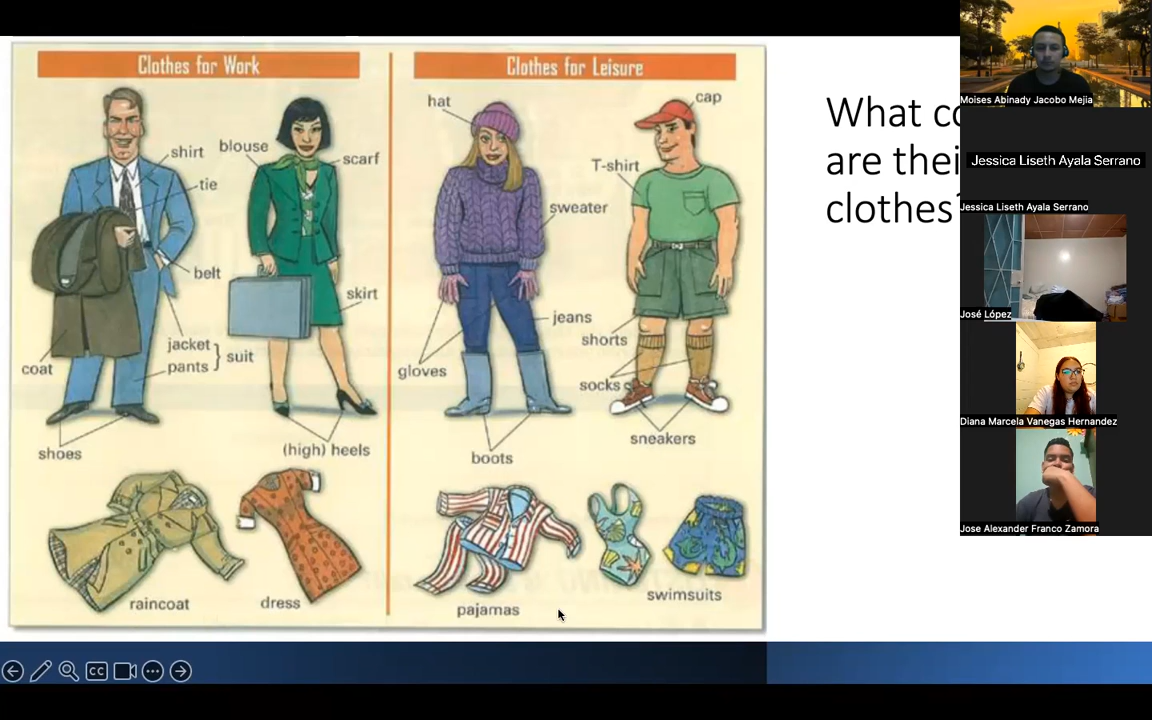 Clothes for Work
Clothes for Leisure
hat
cap
shirt
blouse
scarf
T-shirt
tie
sweater
belt
skirt
jeans
jacket
pants
suit
shorts
coat
gloves
socks
shoes
(high) heels
boots
sneakers
raincoat
dress
pajamas
swimsuits
What co
are thei
clothes?
Moises Abinady Jacobo Mejia
Jessica Liseth Ayala Serrano
Jessica Liseth Ayala Serrano
José López
Diana Marcela Vanegas Hernandez
Jose Alexander Franco Zamora
CC